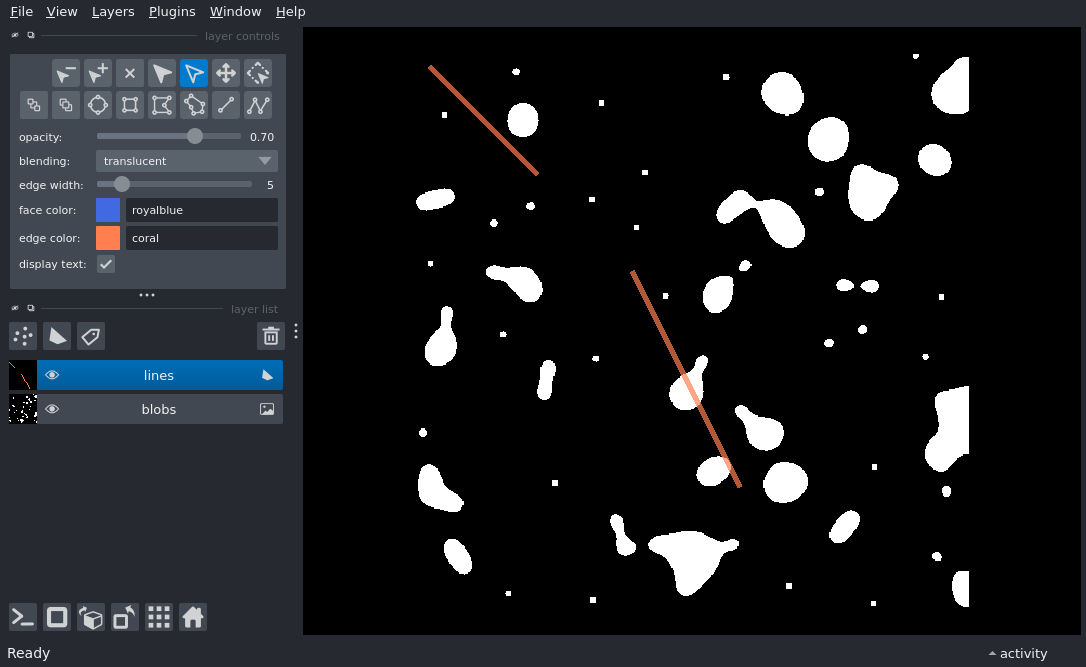 File View Layers Plugins Window Help
layer controls
opacity: 0.70
blending: translucent
edge width: 5
face color: royalblue
edge color: coral
display text:
layer list
lines
blobs
Ready
activity